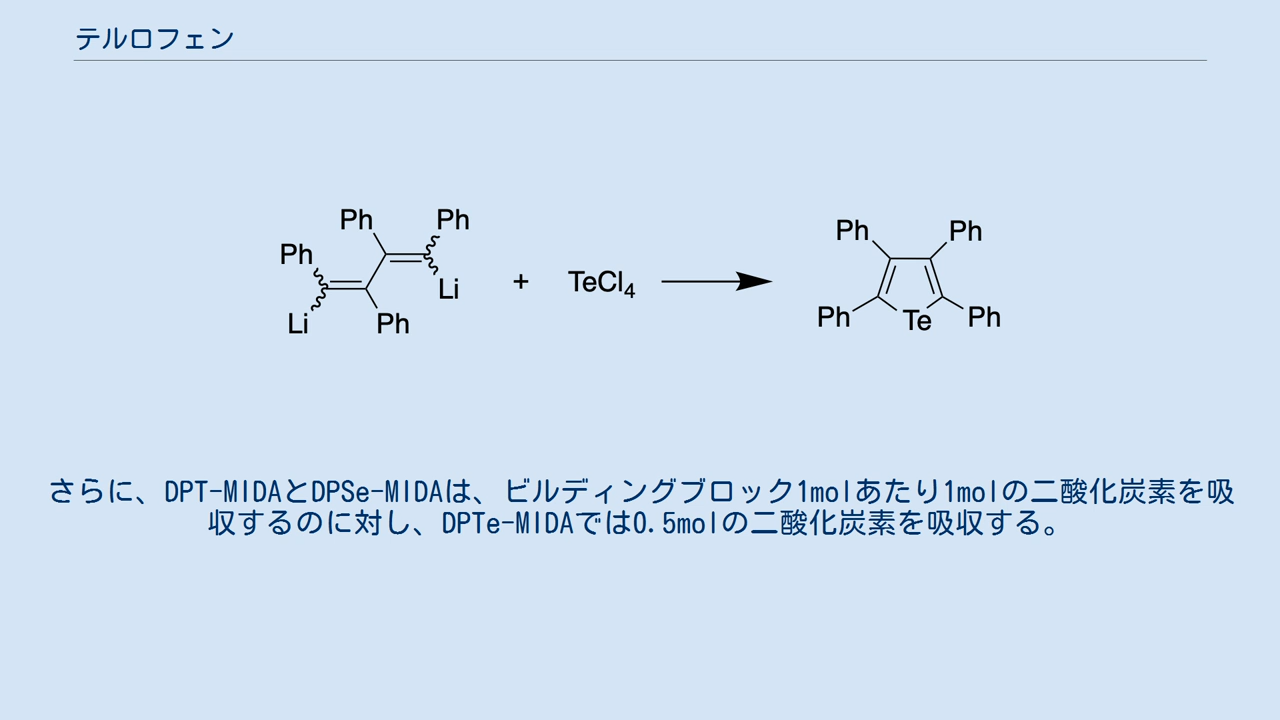 テルロフェン
Ph Ph
Ph
Li
Li Ph
+ TeCl4
Ph Ph
Ph Te Ph
さらに、DPT-MIDAとDPSe-MIDAは、ビルディングブロック1molあたり1molの二酸化炭素を吸
収するのに対し、DPTe-MIDAでは0.5molの二酸化炭素を吸収する。